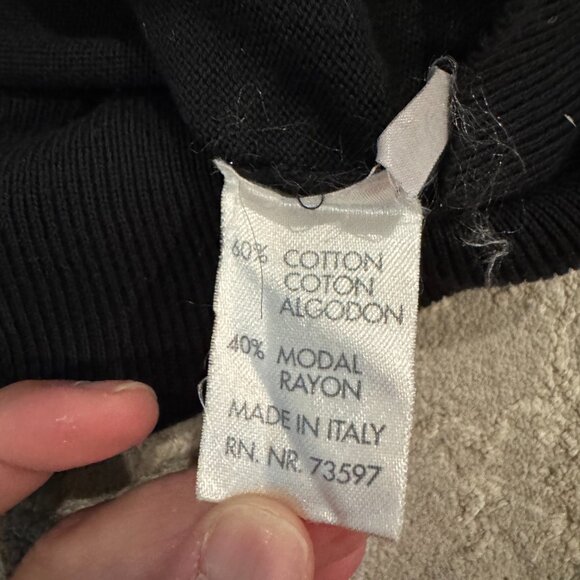 60% COTTON
COTON
ALGODON
40% MODAL
RAYON
MADE IN ITALY
RN. NR. 73597